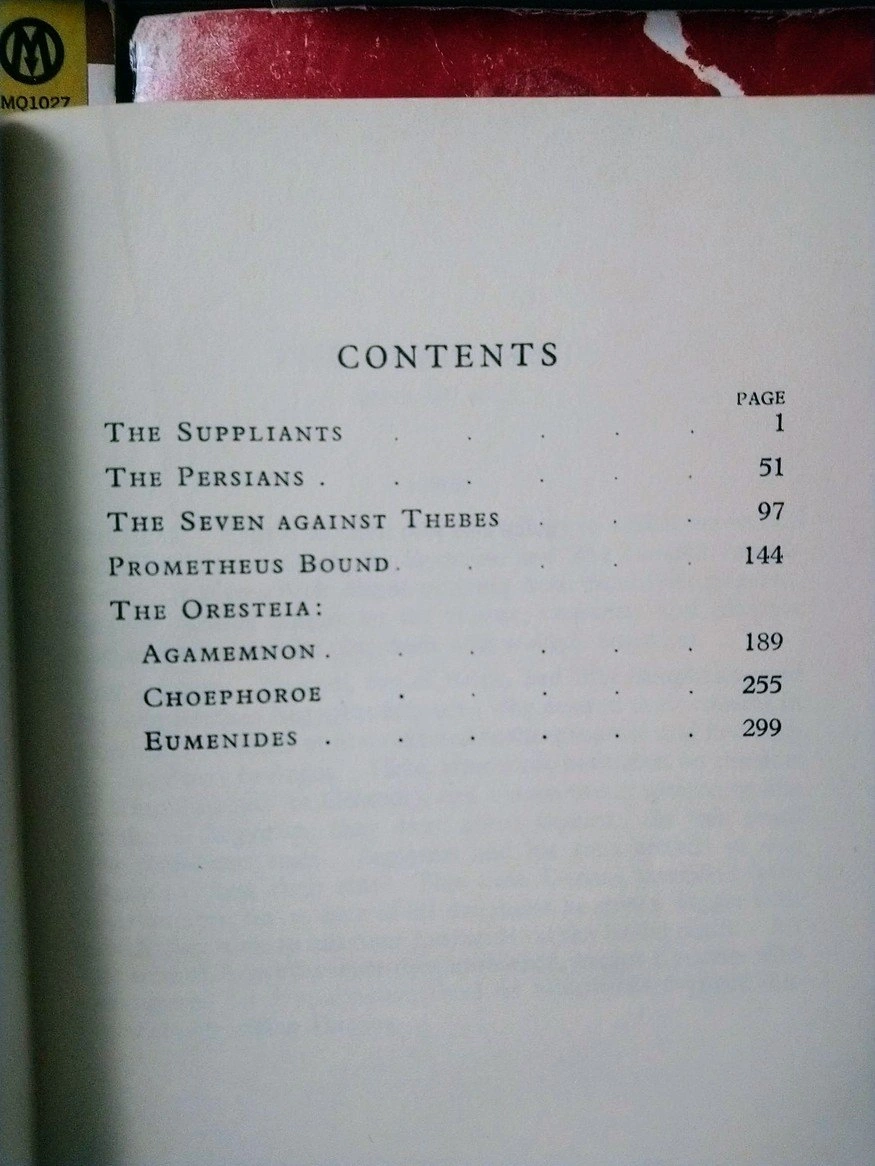 M
MQ1027
CONTENTS
PAGE
THE SUPPLIANTS . . . . . 1
THE PERSIANS . . . . . . 51
THE SEVEN AGAINST THEBES . . . 97
PROMETHEUS BOUND . . . . . 144
THE ORESTEIA:
AGAMEMNON . . . . . . 189
CHOEPHOROE . . . . . 255
EUMENIDES . . . . . . 299